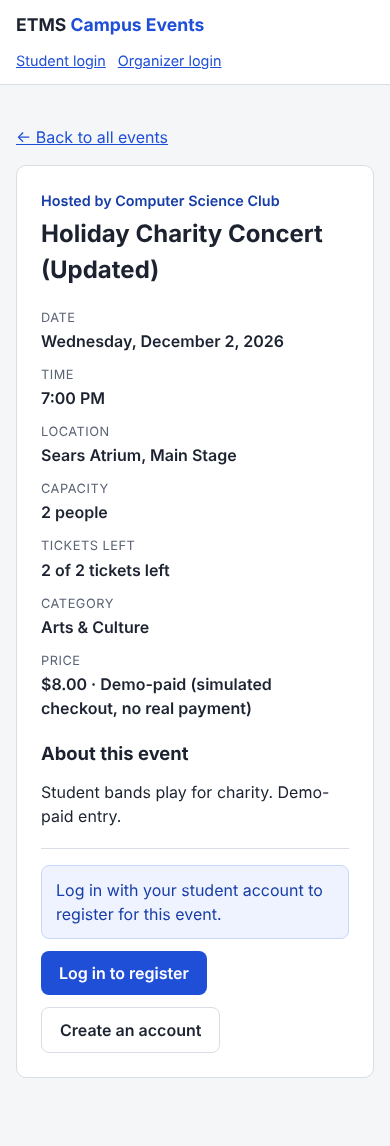 ETMS Campus Events
Student login Organizer login
← Back to all events
Hosted by Computer Science Club
Holiday Charity Concert
(Updated)
DATE
Wednesday, December 2, 2026
TIME
7:00 PM
LOCATION
Sears Atrium, Main Stage
CAPACITY
2 people
TICKETS LEFT
2 of 2 tickets left
CATEGORY
Arts & Culture
PRICE
$8.00 · Demo-paid (simulated
checkout, no real payment)
About this event
Student bands play for charity. Demo-
paid entry.
Log in with your student account to
register for this event.
Log in to register
Create an account